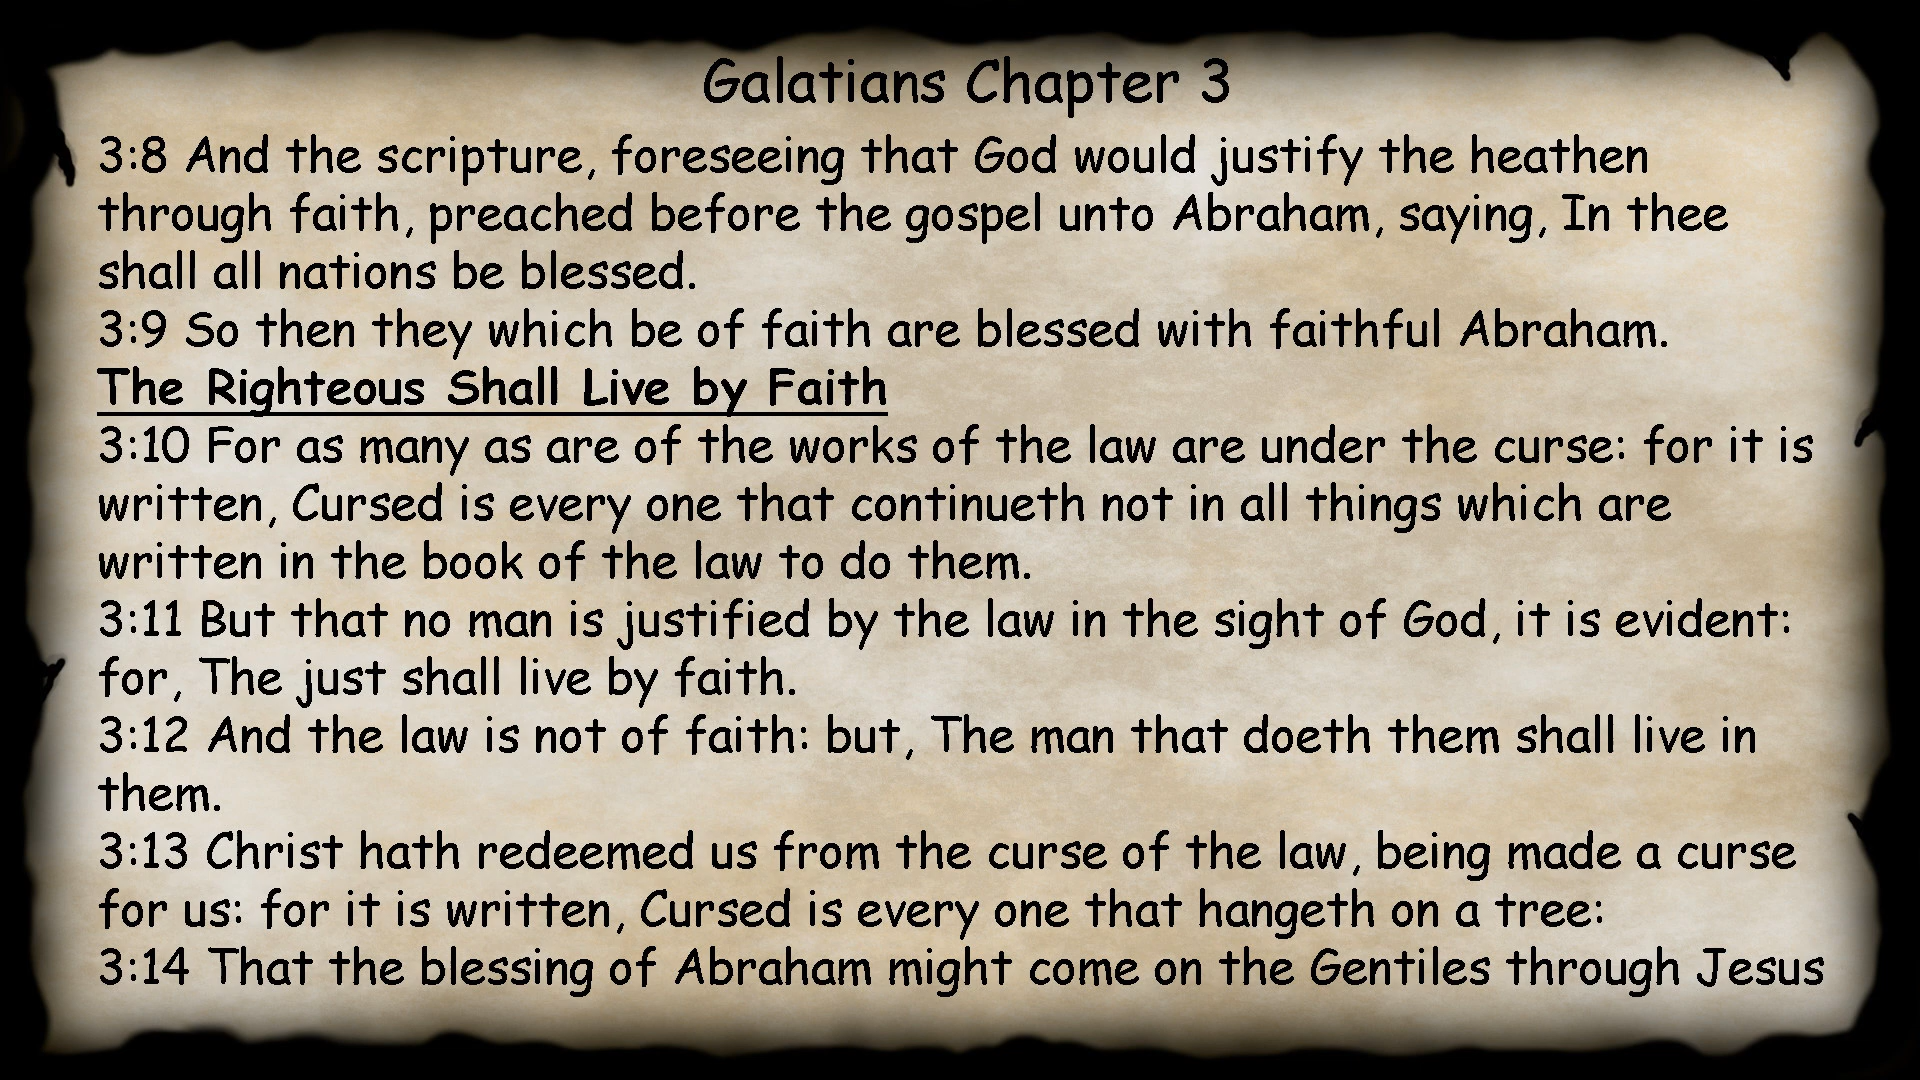 Galatians Chapter 3
3:8 And the scripture, foreseeing that God would justify the heathen
through faith, preached before the gospel unto Abraham, saying, In thee
shall all nations be blessed.
3:9 So then they which be of faith are blessed with faithful Abraham.
The Righteous Shall Live by Faith
3:10 For as many as are of the works of the law are under the curse: for it is
written, Cursed is every one that continueth not in all things which are
written in the book of the law to do them.
3:11 But that no man is justified by the law in the sight of God, it is evident:
for, The just shall live by faith.
3:12 And the law is not of faith: but, The man that doeth them shall live in
them.
3:13 Christ hath redeemed us from the curse of the law, being made a curse
for us: for it is written, Cursed is every one that hangeth on a tree:
3:14 That the blessing of Abraham might come on the Gentiles through Jesus